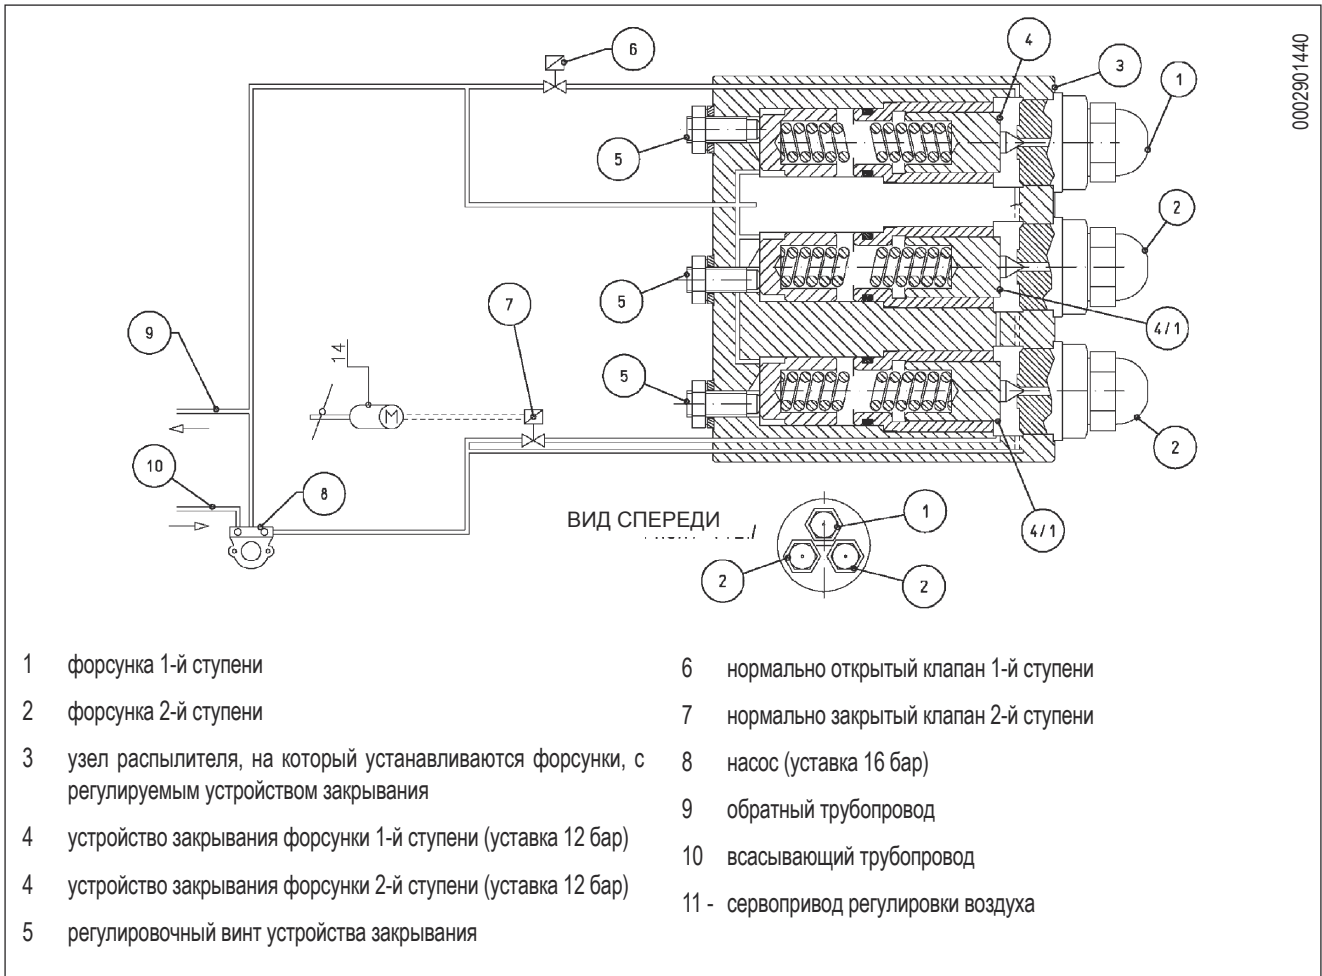 0002901440
4
3
1
6
5
2
7
5
4/1
9
14
5
M
2
10
8
ВИД СПЕРЕДИ
1
4/1
2
2
1 форсунка 1-й ступени
2 форсунка 2-й ступени
3 узел распылителя, на который устанавливаются форсунки, с
регулируемым устройством закрывания
4 устройство закрывания форсунки 1-й ступени (уставка 12 бар)
4 устройство закрывания форсунки 2-й ступени (уставка 12 бар)
5 регулировочный винт устройства закрывания
6 нормально открытый клапан 1-й ступени
7 нормально закрытый клапан 2-й ступени
8 насос (уставка 16 бар)
9 обратный трубопровод
10 всасывающий трубопровод
11 - сервопривод регулировки воздуха